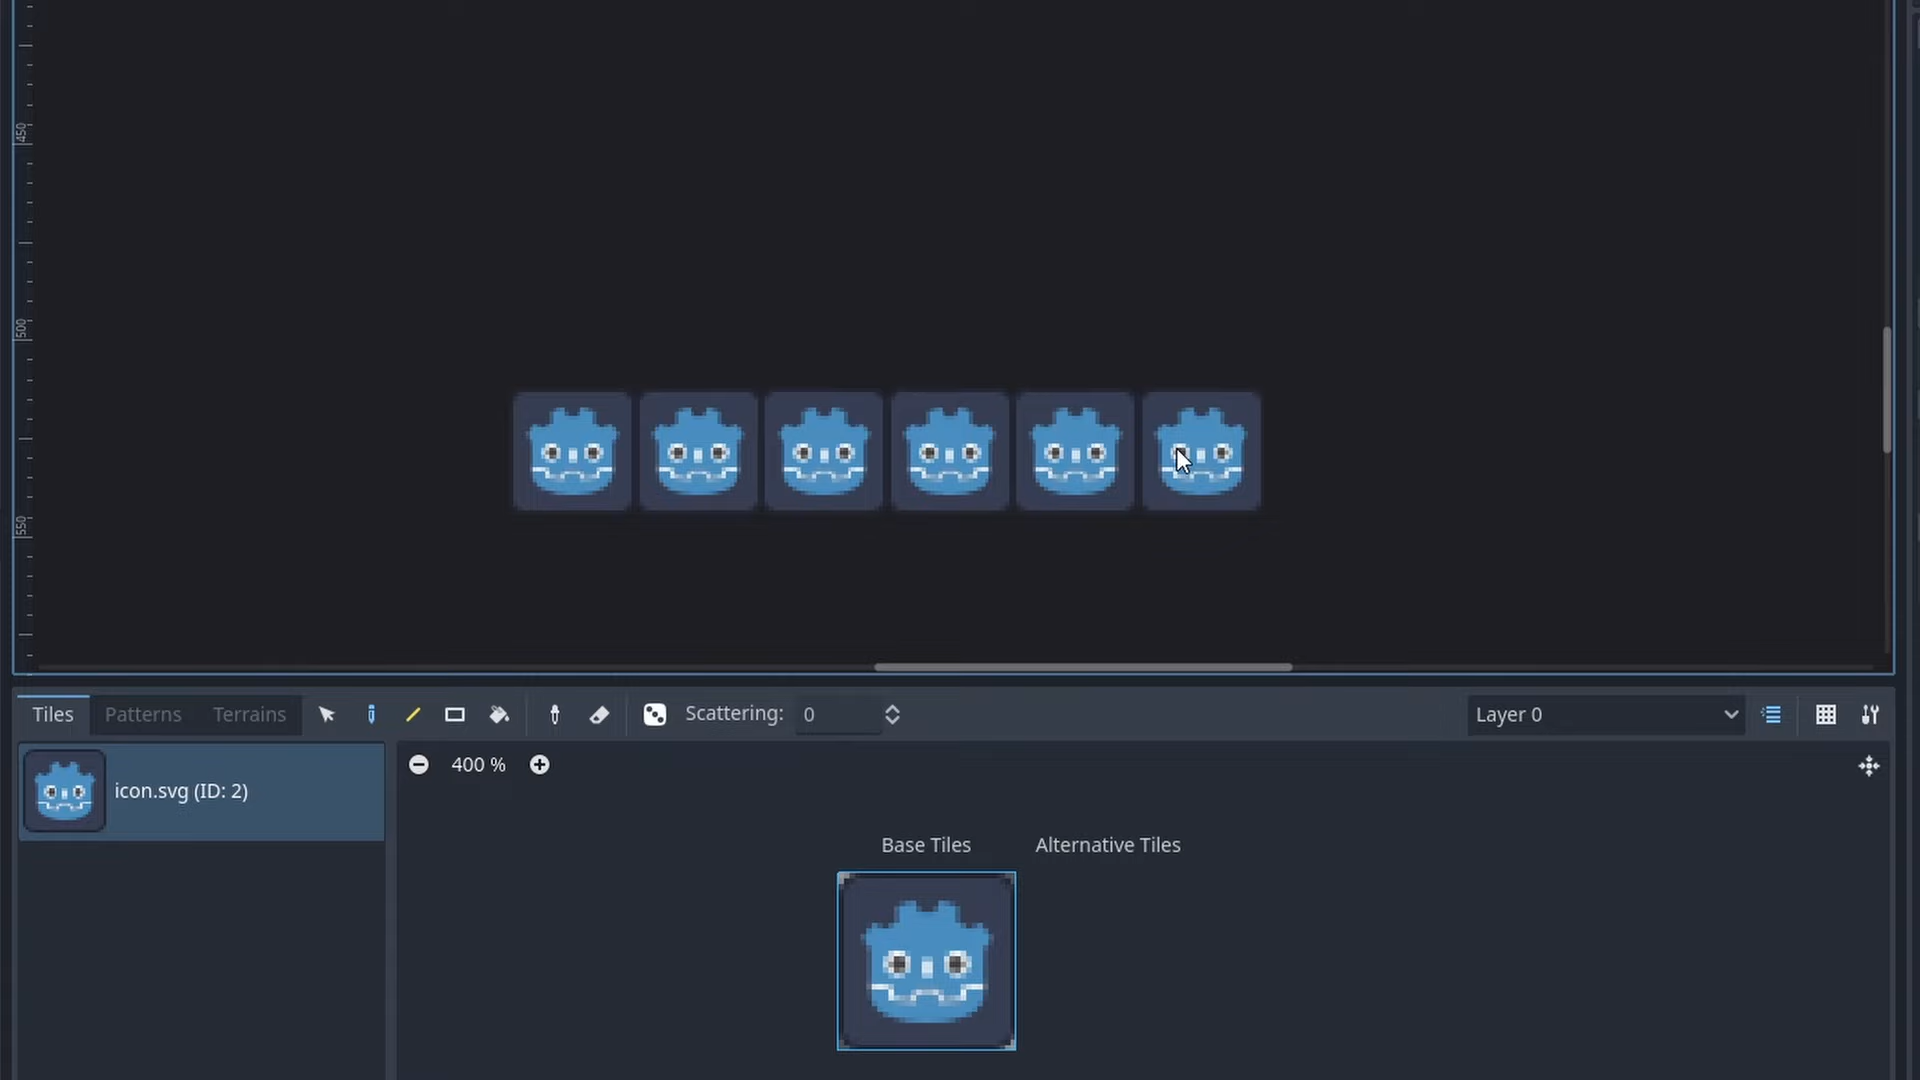 450
500
550
Tiles Patterns Terrains Scattering: 0 Layer 0
icon.svg (ID: 2)
400 %
Base Tiles Alternative Tiles